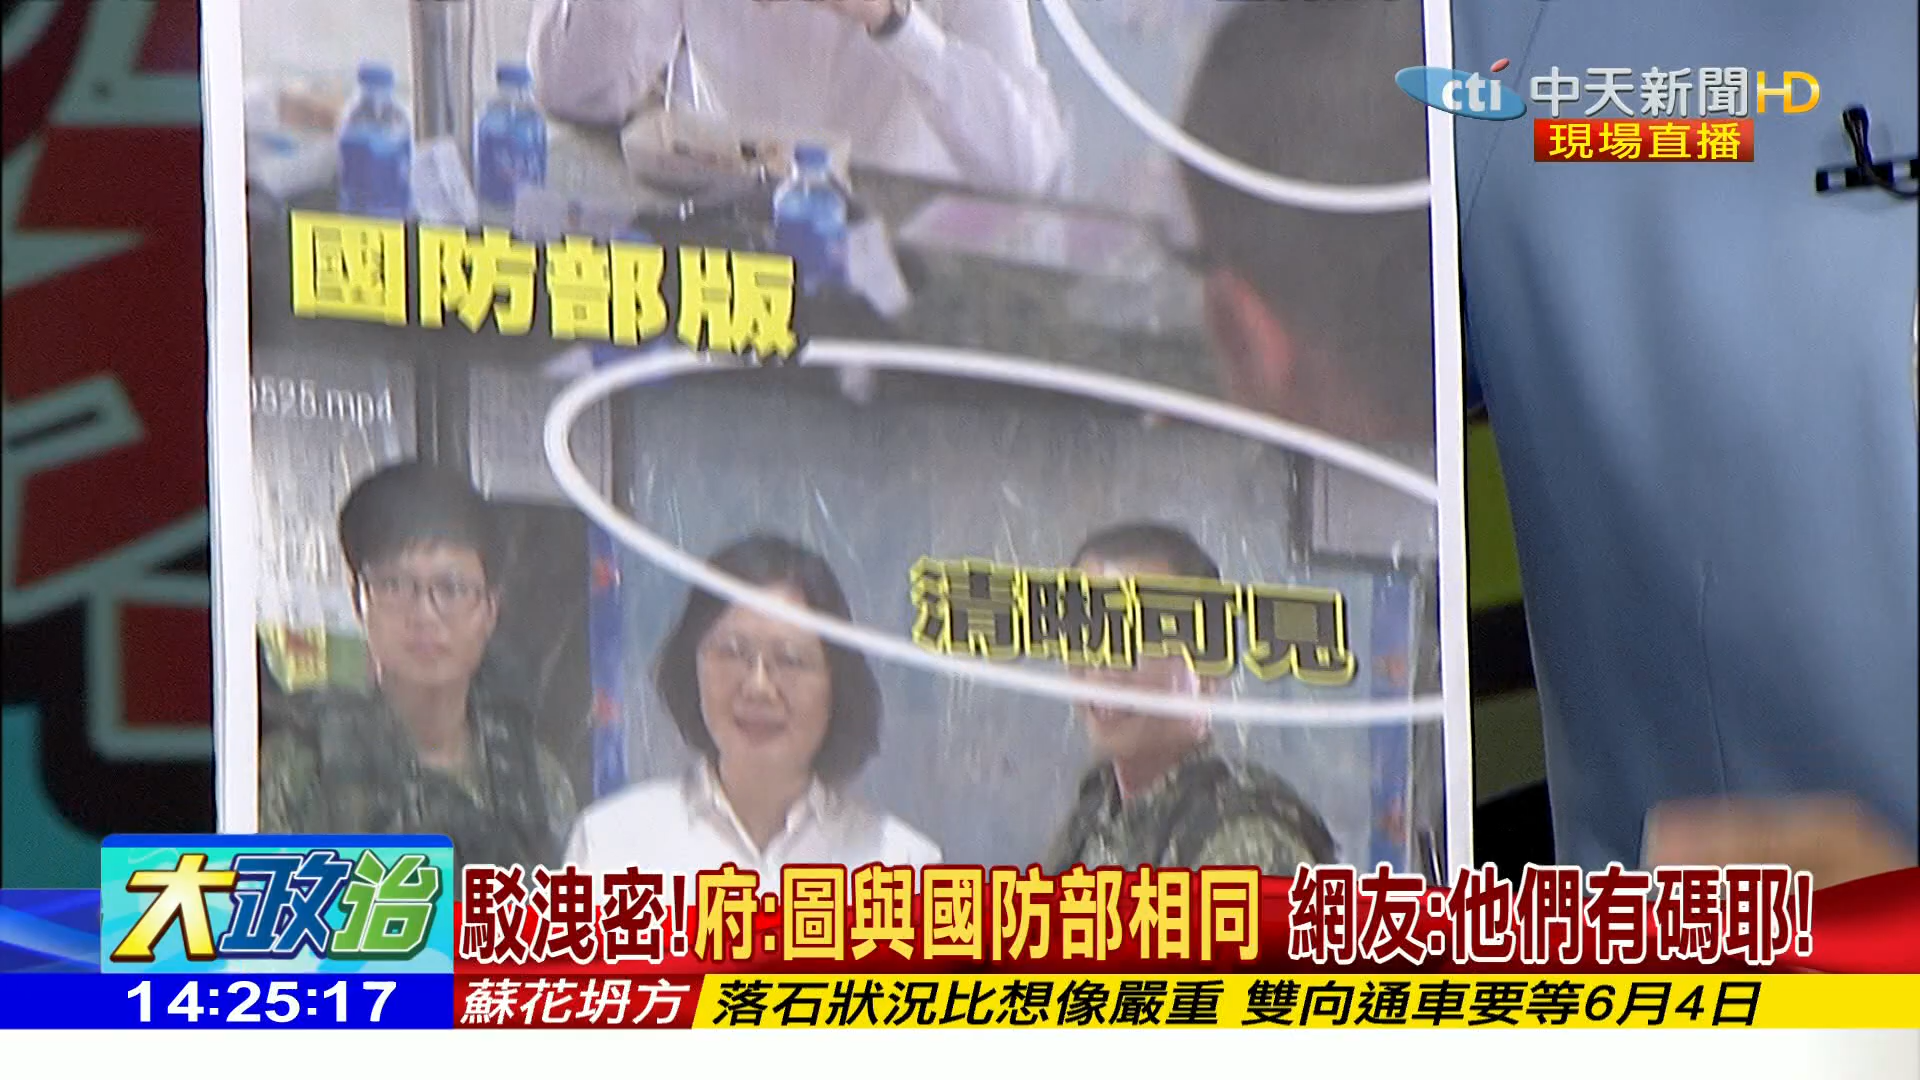 cti 中天新聞HD
現場直播
國防部版
0525.mp4
清晰可見
大政治
駁洩密!府:圖與國防部相同 網友:他們有碼耶!
14:25:17 蘇花坍方 落石狀況比想像嚴重 雙向通車要等6月4日